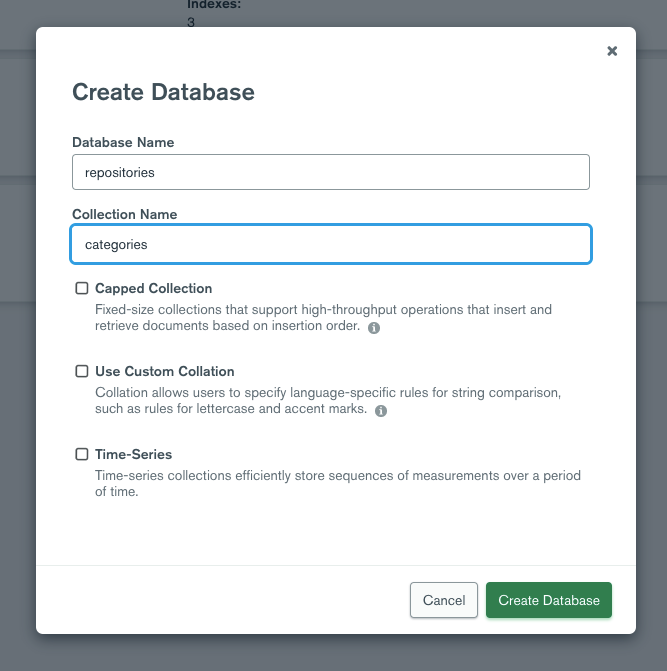 Indexes:
3
Create Database
Database Name
repositories
Collection Name
categories
Capped Collection
Fixed-size collections that support high-throughput operations that insert and
retrieve documents based on insertion order.
Use Custom Collation
Collation allows users to specify language-specific rules for string comparison,
such as rules for lettercase and accent marks.
Time-Series
Time-series collections efficiently store sequences of measurements over a period
of time.
Cancel Create Database